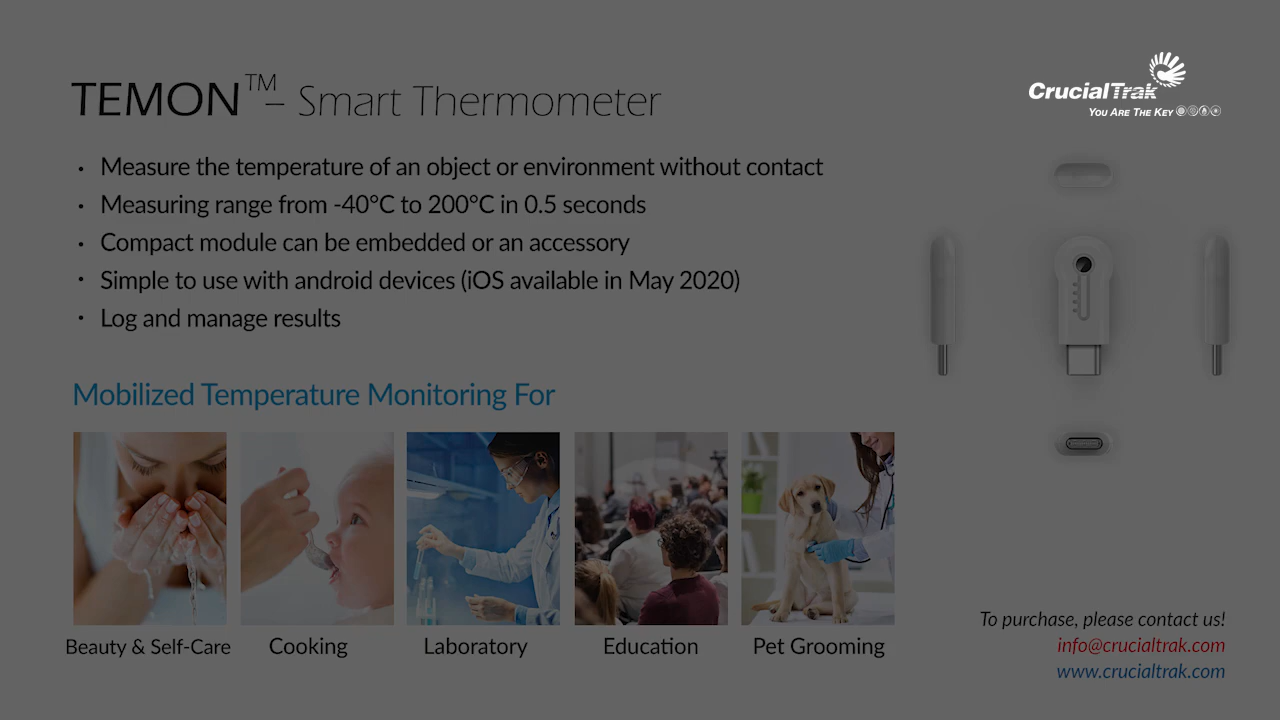 TEMON™ – Smart Thermometer
CrucialTrak
YOU ARE THE KEY
• Measure the temperature of an object or environment without contact
• Measuring range from -40°C to 200°C in 0.5 seconds
• Compact module can be embedded or an accessory
• Simple to use with android devices (iOS available in May 2020)
• Log and manage results
Mobilized Temperature Monitoring For
Beauty & Self-Care
Cooking
Laboratory
Education
Pet Grooming
To purchase, please contact us!
info@crucialtrak.com
www.crucialtrak.com